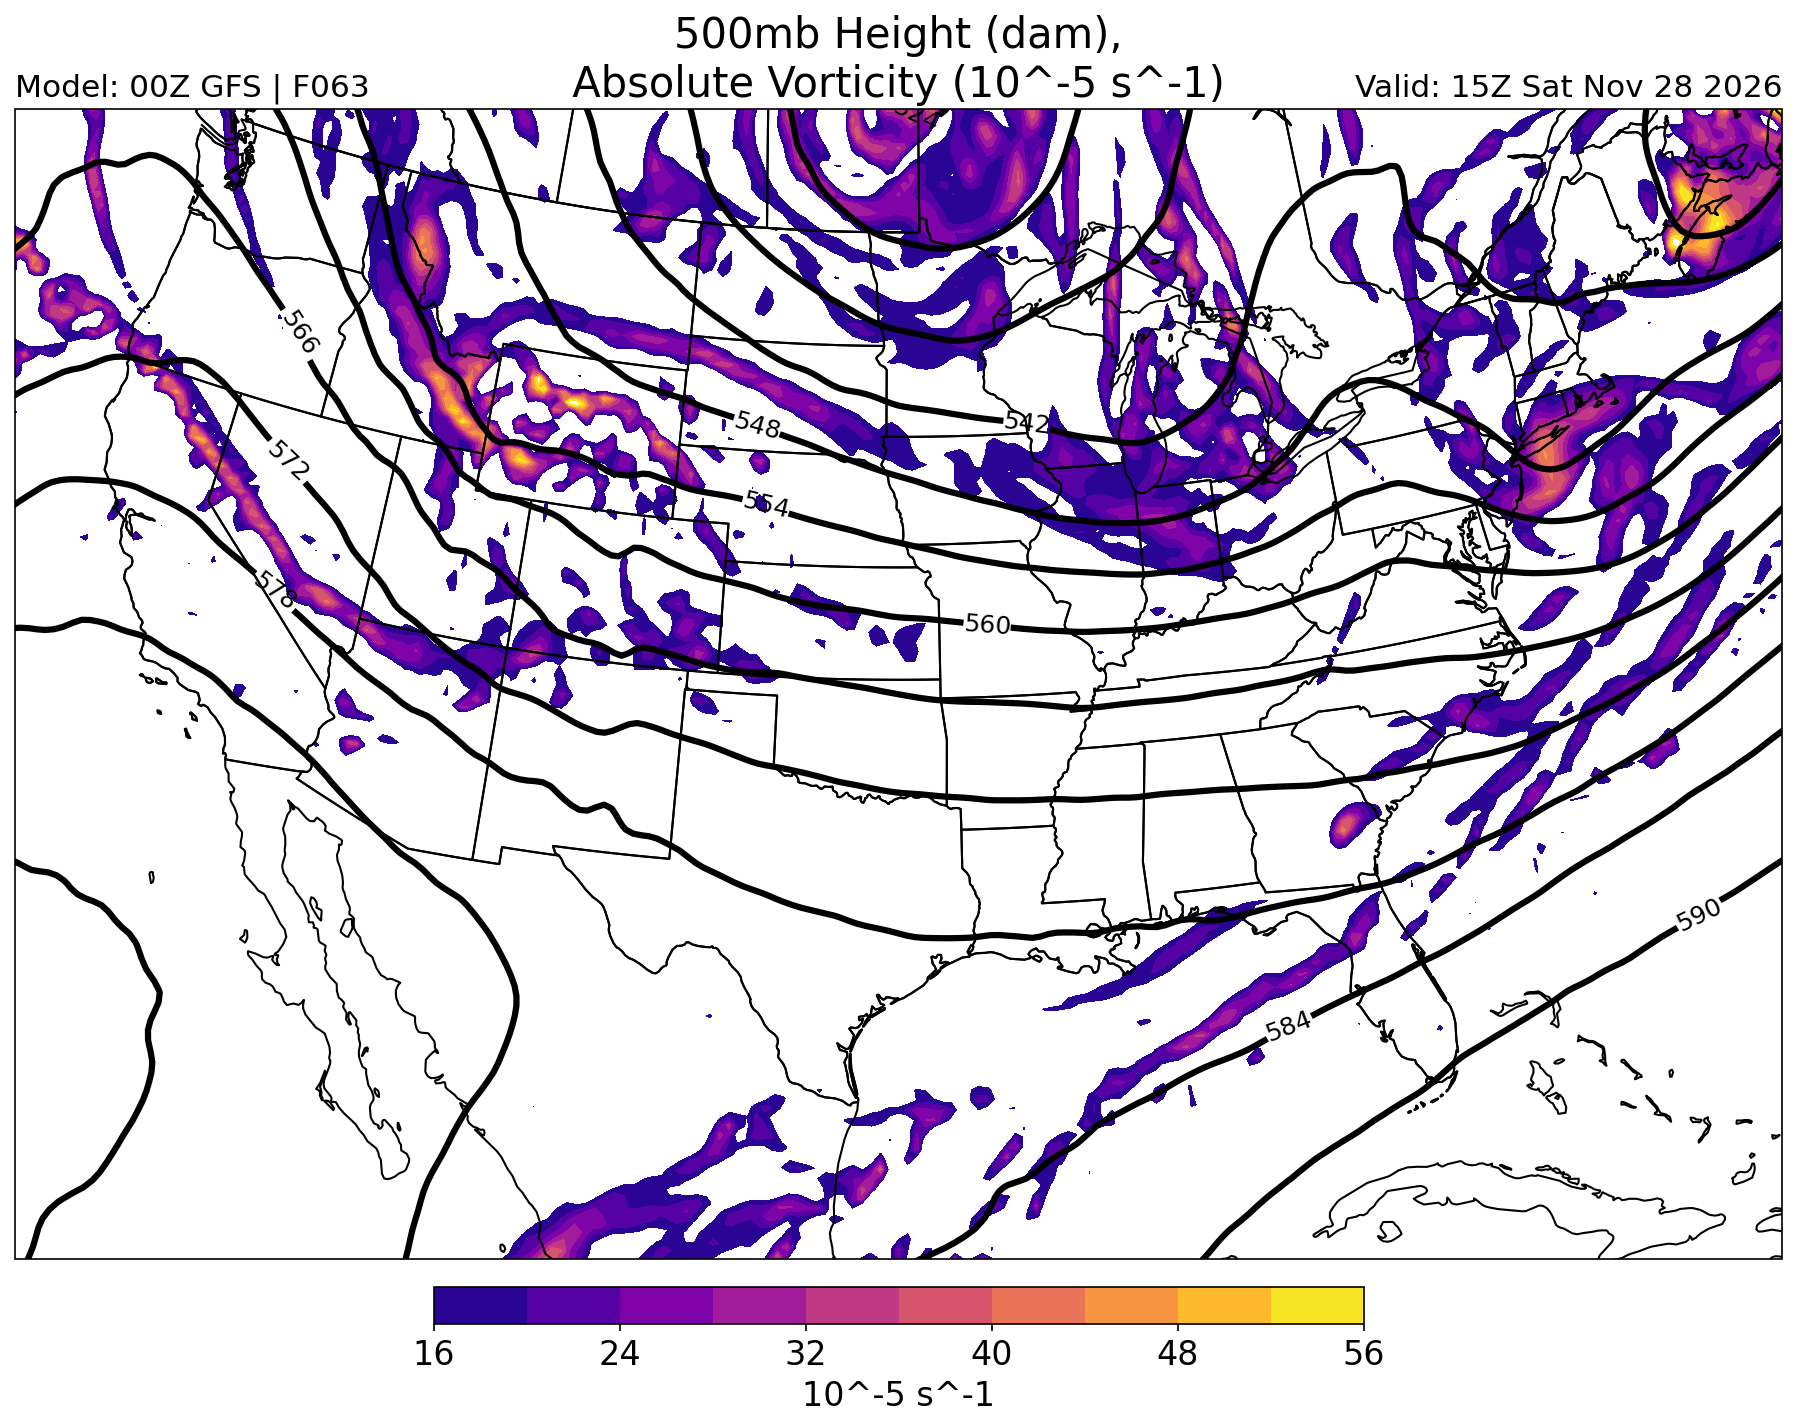 500mb Height (dam),
Absolute Vorticity (10^-5 s^-1)
Model: 00Z GFS | F063
Valid: 15Z Sat Nov 28 2026
524
566
572
578
548
542
554
560
584
590
16 24 32 40 48 56
10^-5 s^-1